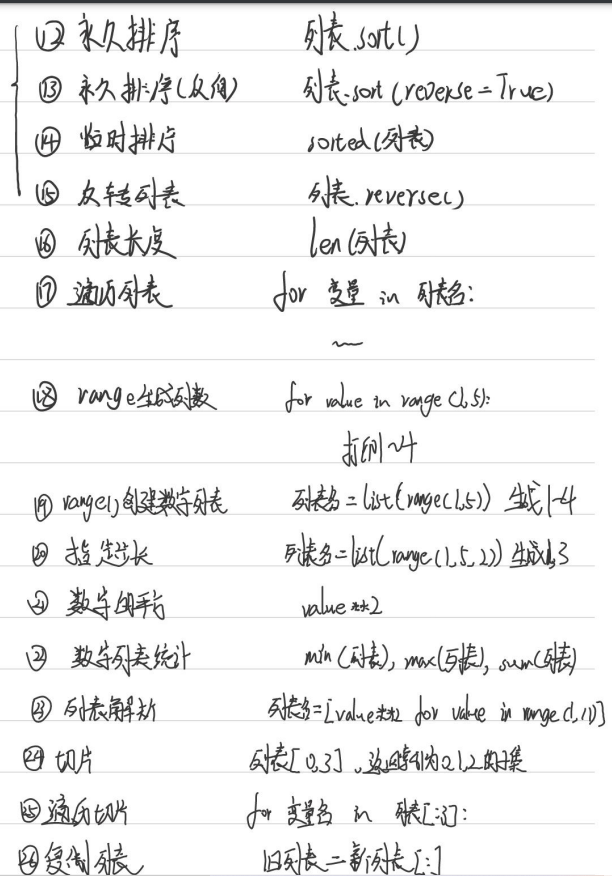 ⑫ 永久排序 列表.sort()
⑬ 永久排序(反向) 列表.sort(reverse=True)
⑭ 临时排序 sorted(列表)
⑮ 反转列表 列表.reverse()
⑯ 列表长度 len(列表)
⑰ 遍历列表 for 变量 in 列表名:
~
⑱ range生成数 for value in range(1,5):
打印1~4
⑲ range()创建数字列表 列表名=list(range(1,5)) 生成1~4
⑳ 指定步长 列表名=list(range(1,5,2)) 生成1,3
㉑ 数字的平方 value**2
㉒ 数字列表统计 min(列表), max(列表), sum(列表)
㉓ 列表解析 列表名=[value**2 for value in range(1,11)]
㉔ 切片 列表[0,3],返回索引为0,1,2的子集
㉕ 遍历切片 for 变量名 in 列表[:3]:
㉖ 复制列表 旧列表=新列表[:]